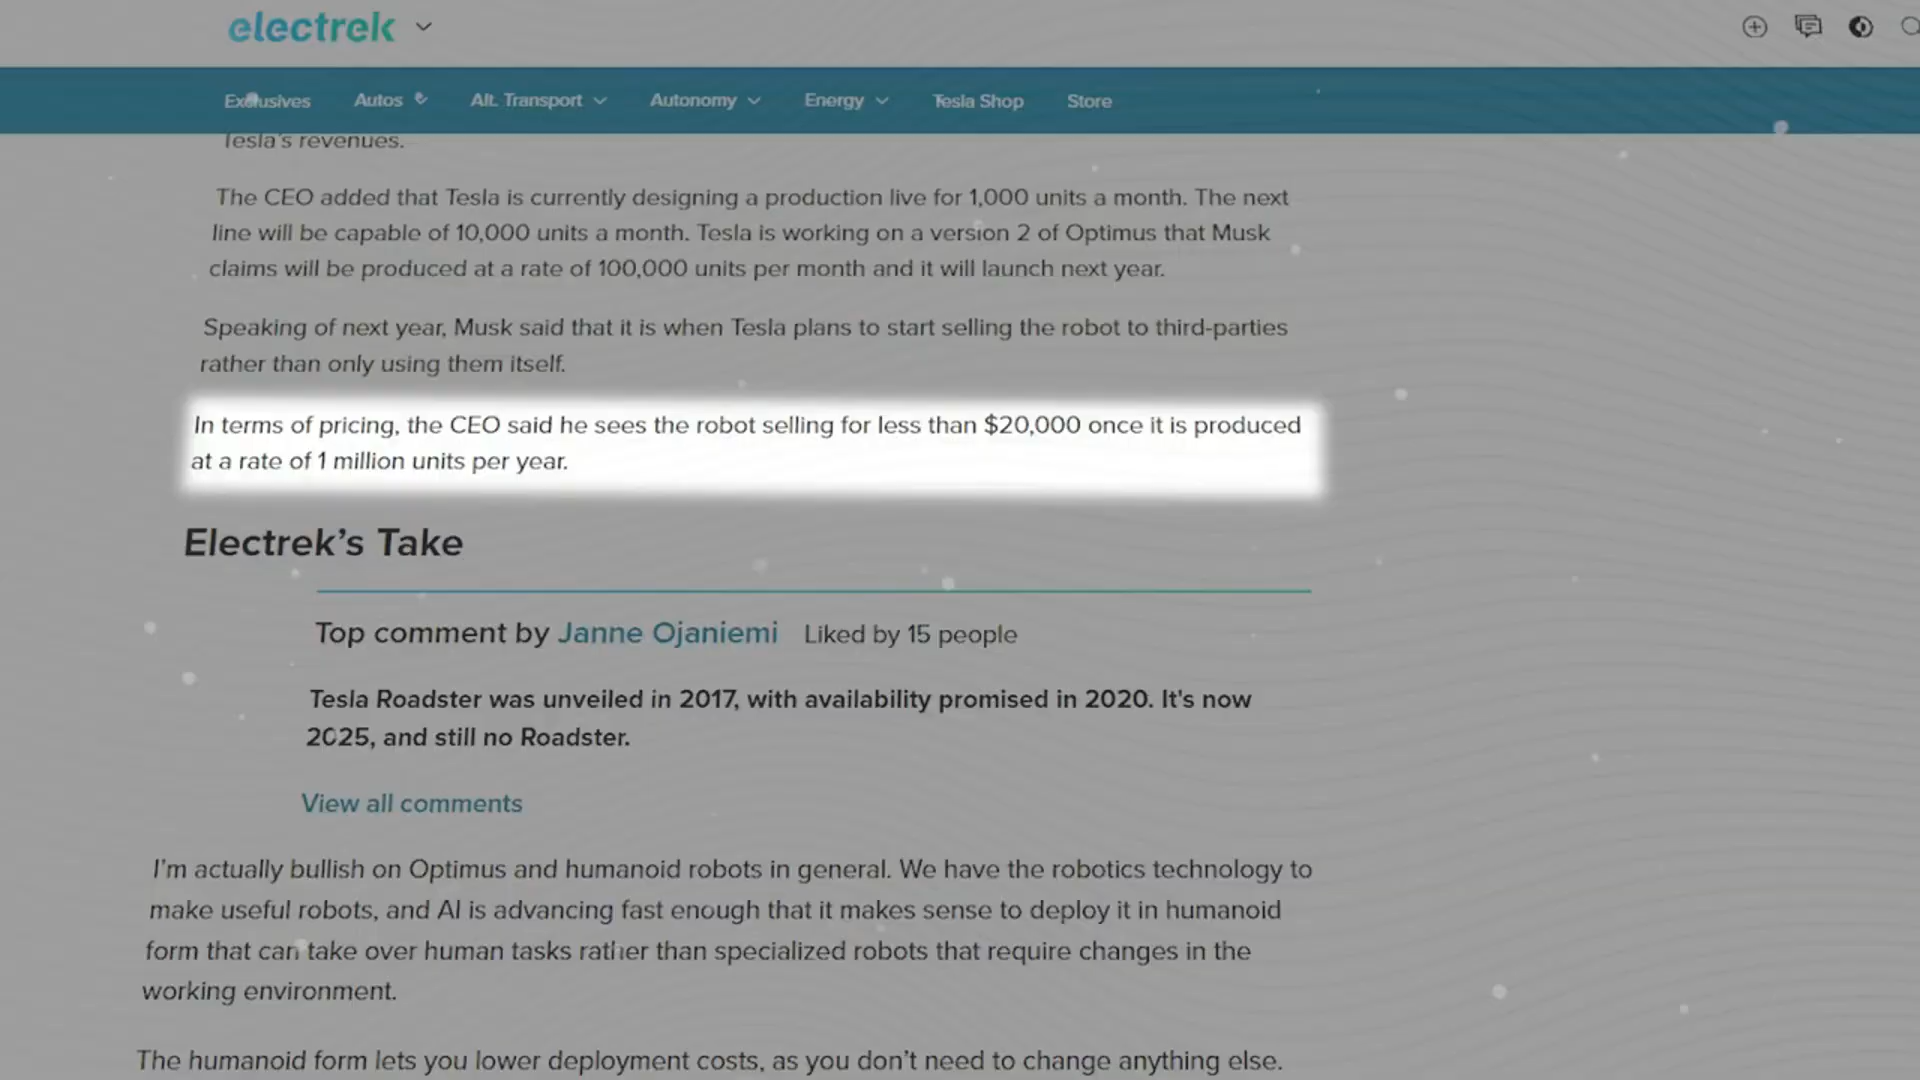 electrek
Exclusives Autos Alt. Transport Autonomy Energy Tesla Shop Store
Tesla's revenues.
The CEO added that Tesla is currently designing a production live for 1,000 units a month. The next
line will be capable of 10,000 units a month. Tesla is working on a version 2 of Optimus that Musk
claims will be produced at a rate of 100,000 units per month and it will launch next year.
Speaking of next year, Musk said that it is when Tesla plans to start selling the robot to third-parties
rather than only using them itself.
In terms of pricing, the CEO said he sees the robot selling for less than $20,000 once it is produced
at a rate of 1 million units per year.
Electrek’s Take
Top comment by Janne Ojaniemi Liked by 15 people
Tesla Roadster was unveiled in 2017, with availability promised in 2020. It's now
2025, and still no Roadster.
View all comments
I’m actually bullish on Optimus and humanoid robots in general. We have the robotics technology to
make useful robots, and AI is advancing fast enough that it makes sense to deploy it in humanoid
form that can take over human tasks rather than specialized robots that require changes in the
working environment.
The humanoid form lets you lower deployment costs, as you don’t need to change anything else.